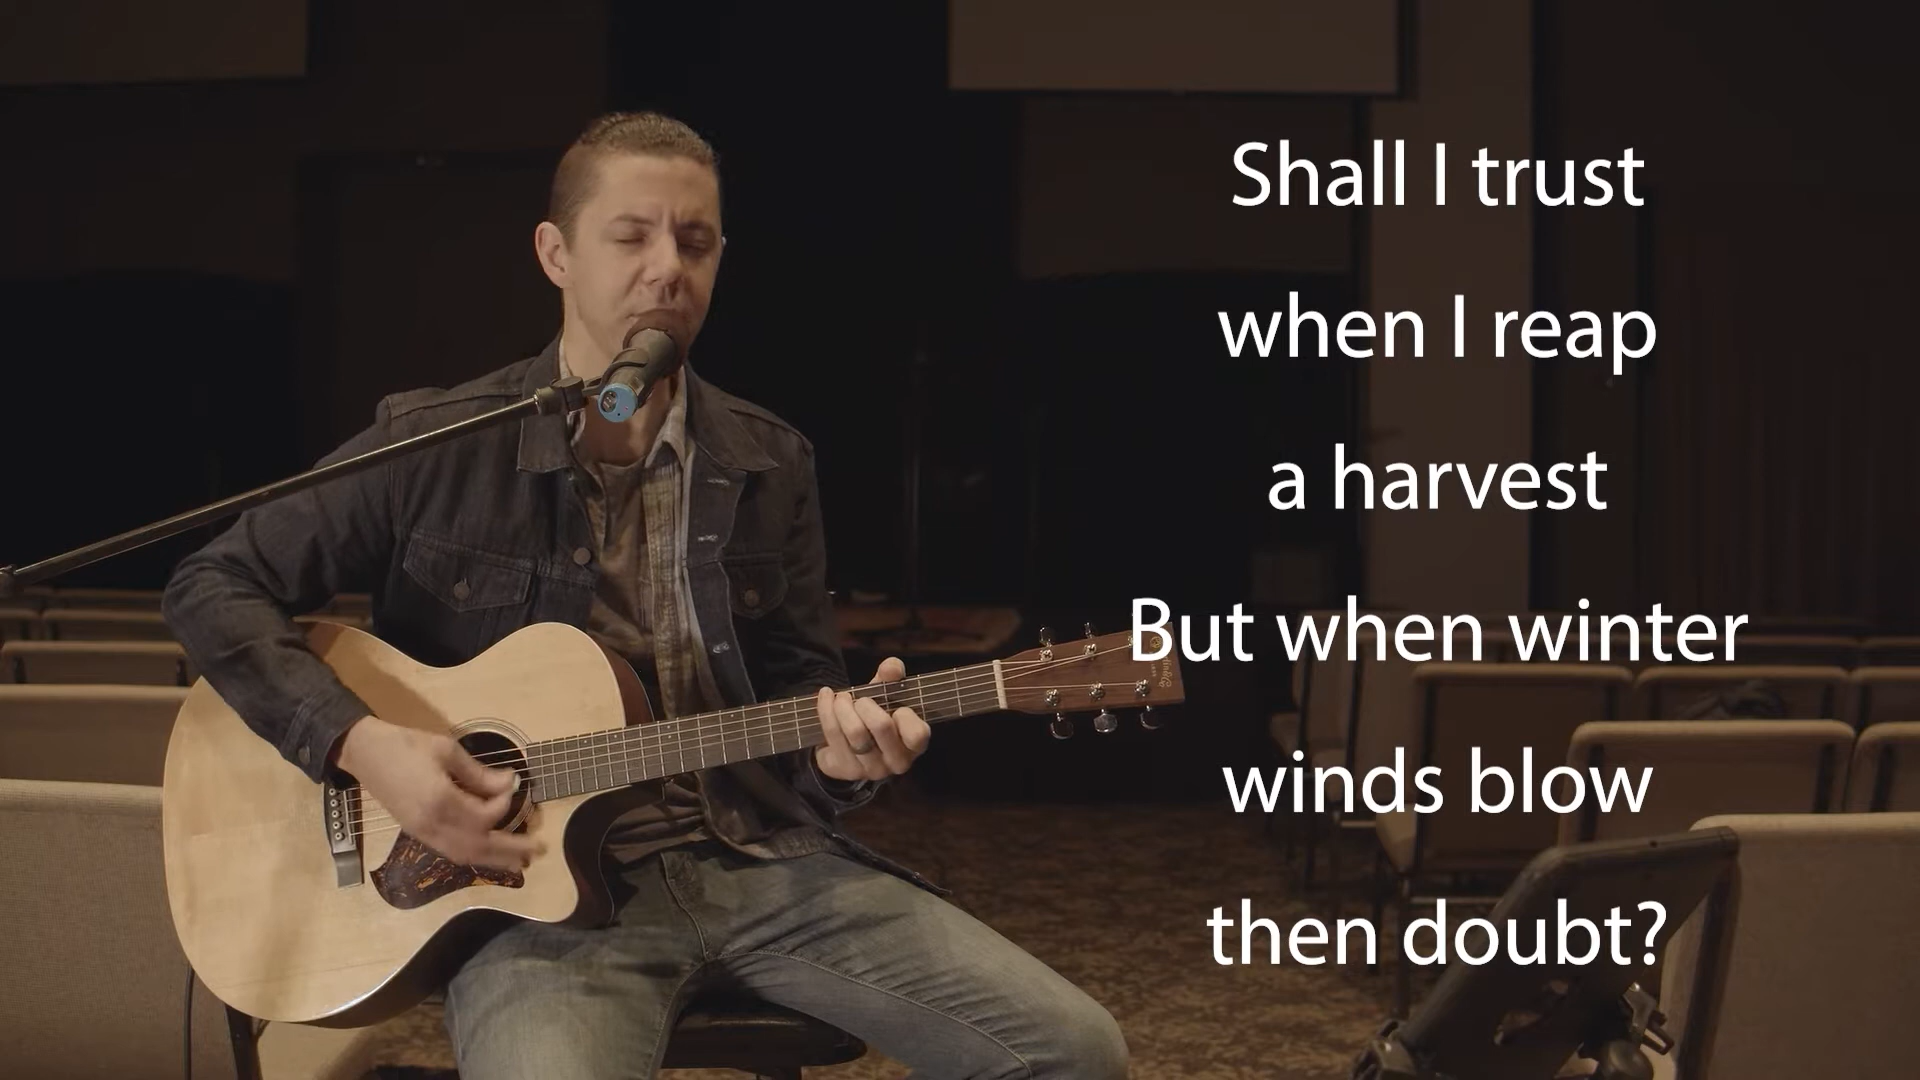 Shall I trust
when I reap
a harvest
But when winter
winds blow
then doubt?